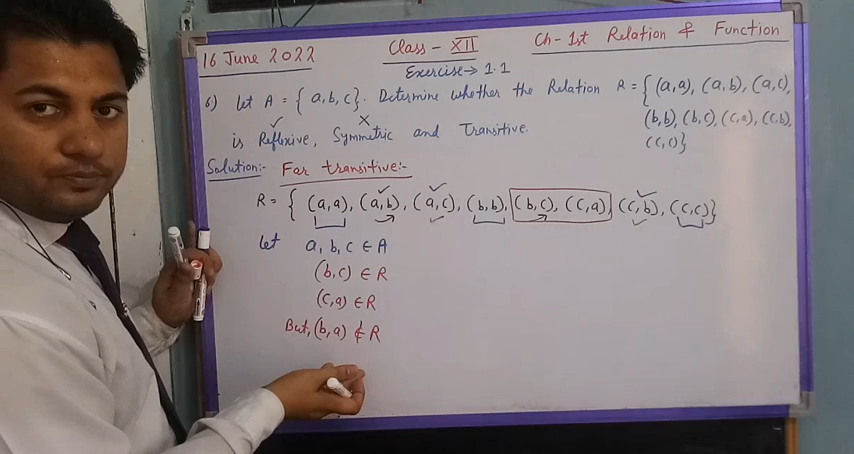 16 June 2022
Class - XII
Ch-1st Relation & Function
Exercise → 1.1
6) Let A = { a, b, c }. Determine whether the Relation R = { (a,a), (a,b), (a,c),
(b,b), (b,c), (c,a), (c,b),
(c,c)}
is Reflexive, Symmetric and Transitive.
Solution:- For transitive:-
R = { (a,a), (a,b), (a,c), (b,b), (b,c), (c,a), (c,b), (c,c)}
let a, b, c ∈ A
(b,c) ∈ R
(c,a) ∈ R
But, (b,a) ∉ R